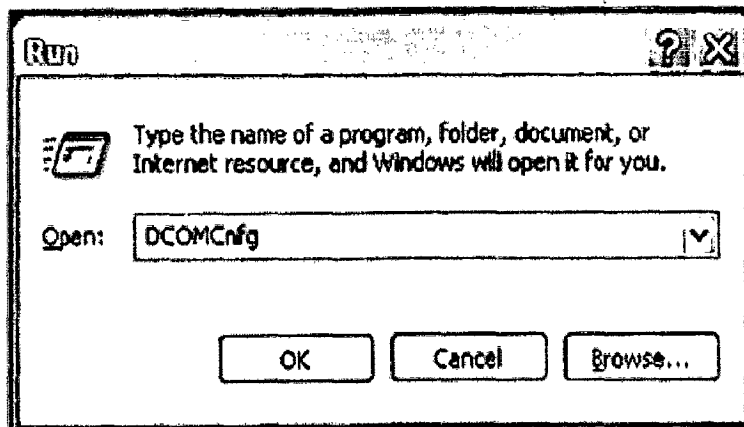 Run
Type the name of a program, folder, document, or
Internet resource, and Windows will open it for you.
Open: DCOMCnfg
OK Cancel Browse...